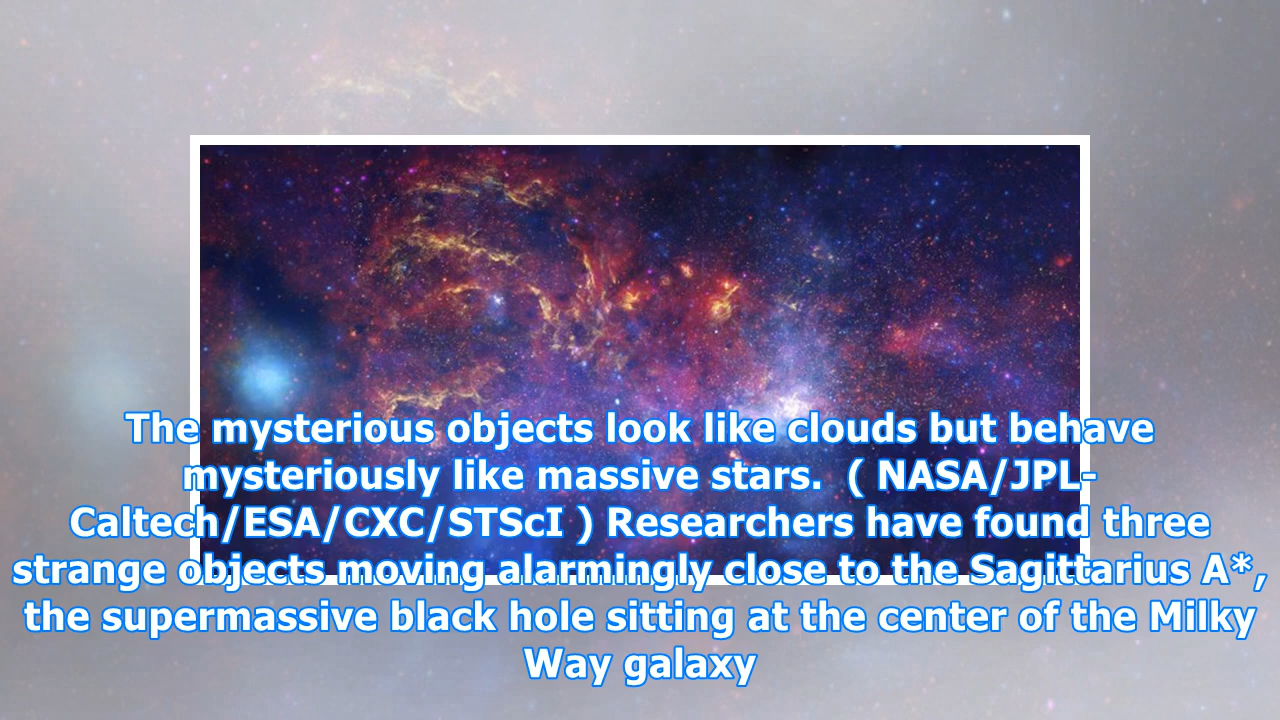 The mysterious objects look like clouds but behave
mysteriously like massive stars.  ( NASA/JPL-
Caltech/ESA/CXC/STScI ) Researchers have found three
strange objects moving alarmingly close to the Sagittarius A*,
the supermassive black hole sitting at the center of the Milky
Way galaxy